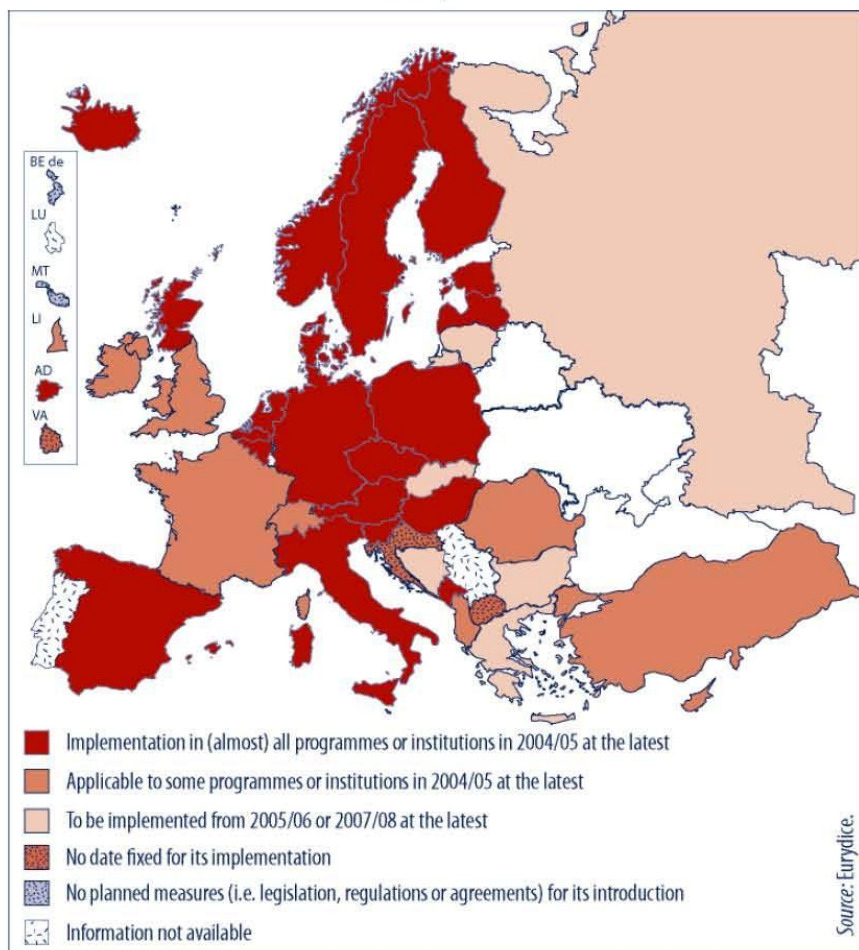 BE de
LU
MT
LI
AD
VA
Implementation in (almost) all programmes or institutions in 2004/05 at the latest
Applicable to some programmes or institutions in 2004/05 at the latest
To be implemented from 2005/06 or 2007/08 at the latest
No date fixed for its implementation
No planned measures (i.e. legislation, regulations or agreements) for its introduction
Information not available
Source: Eurydice.